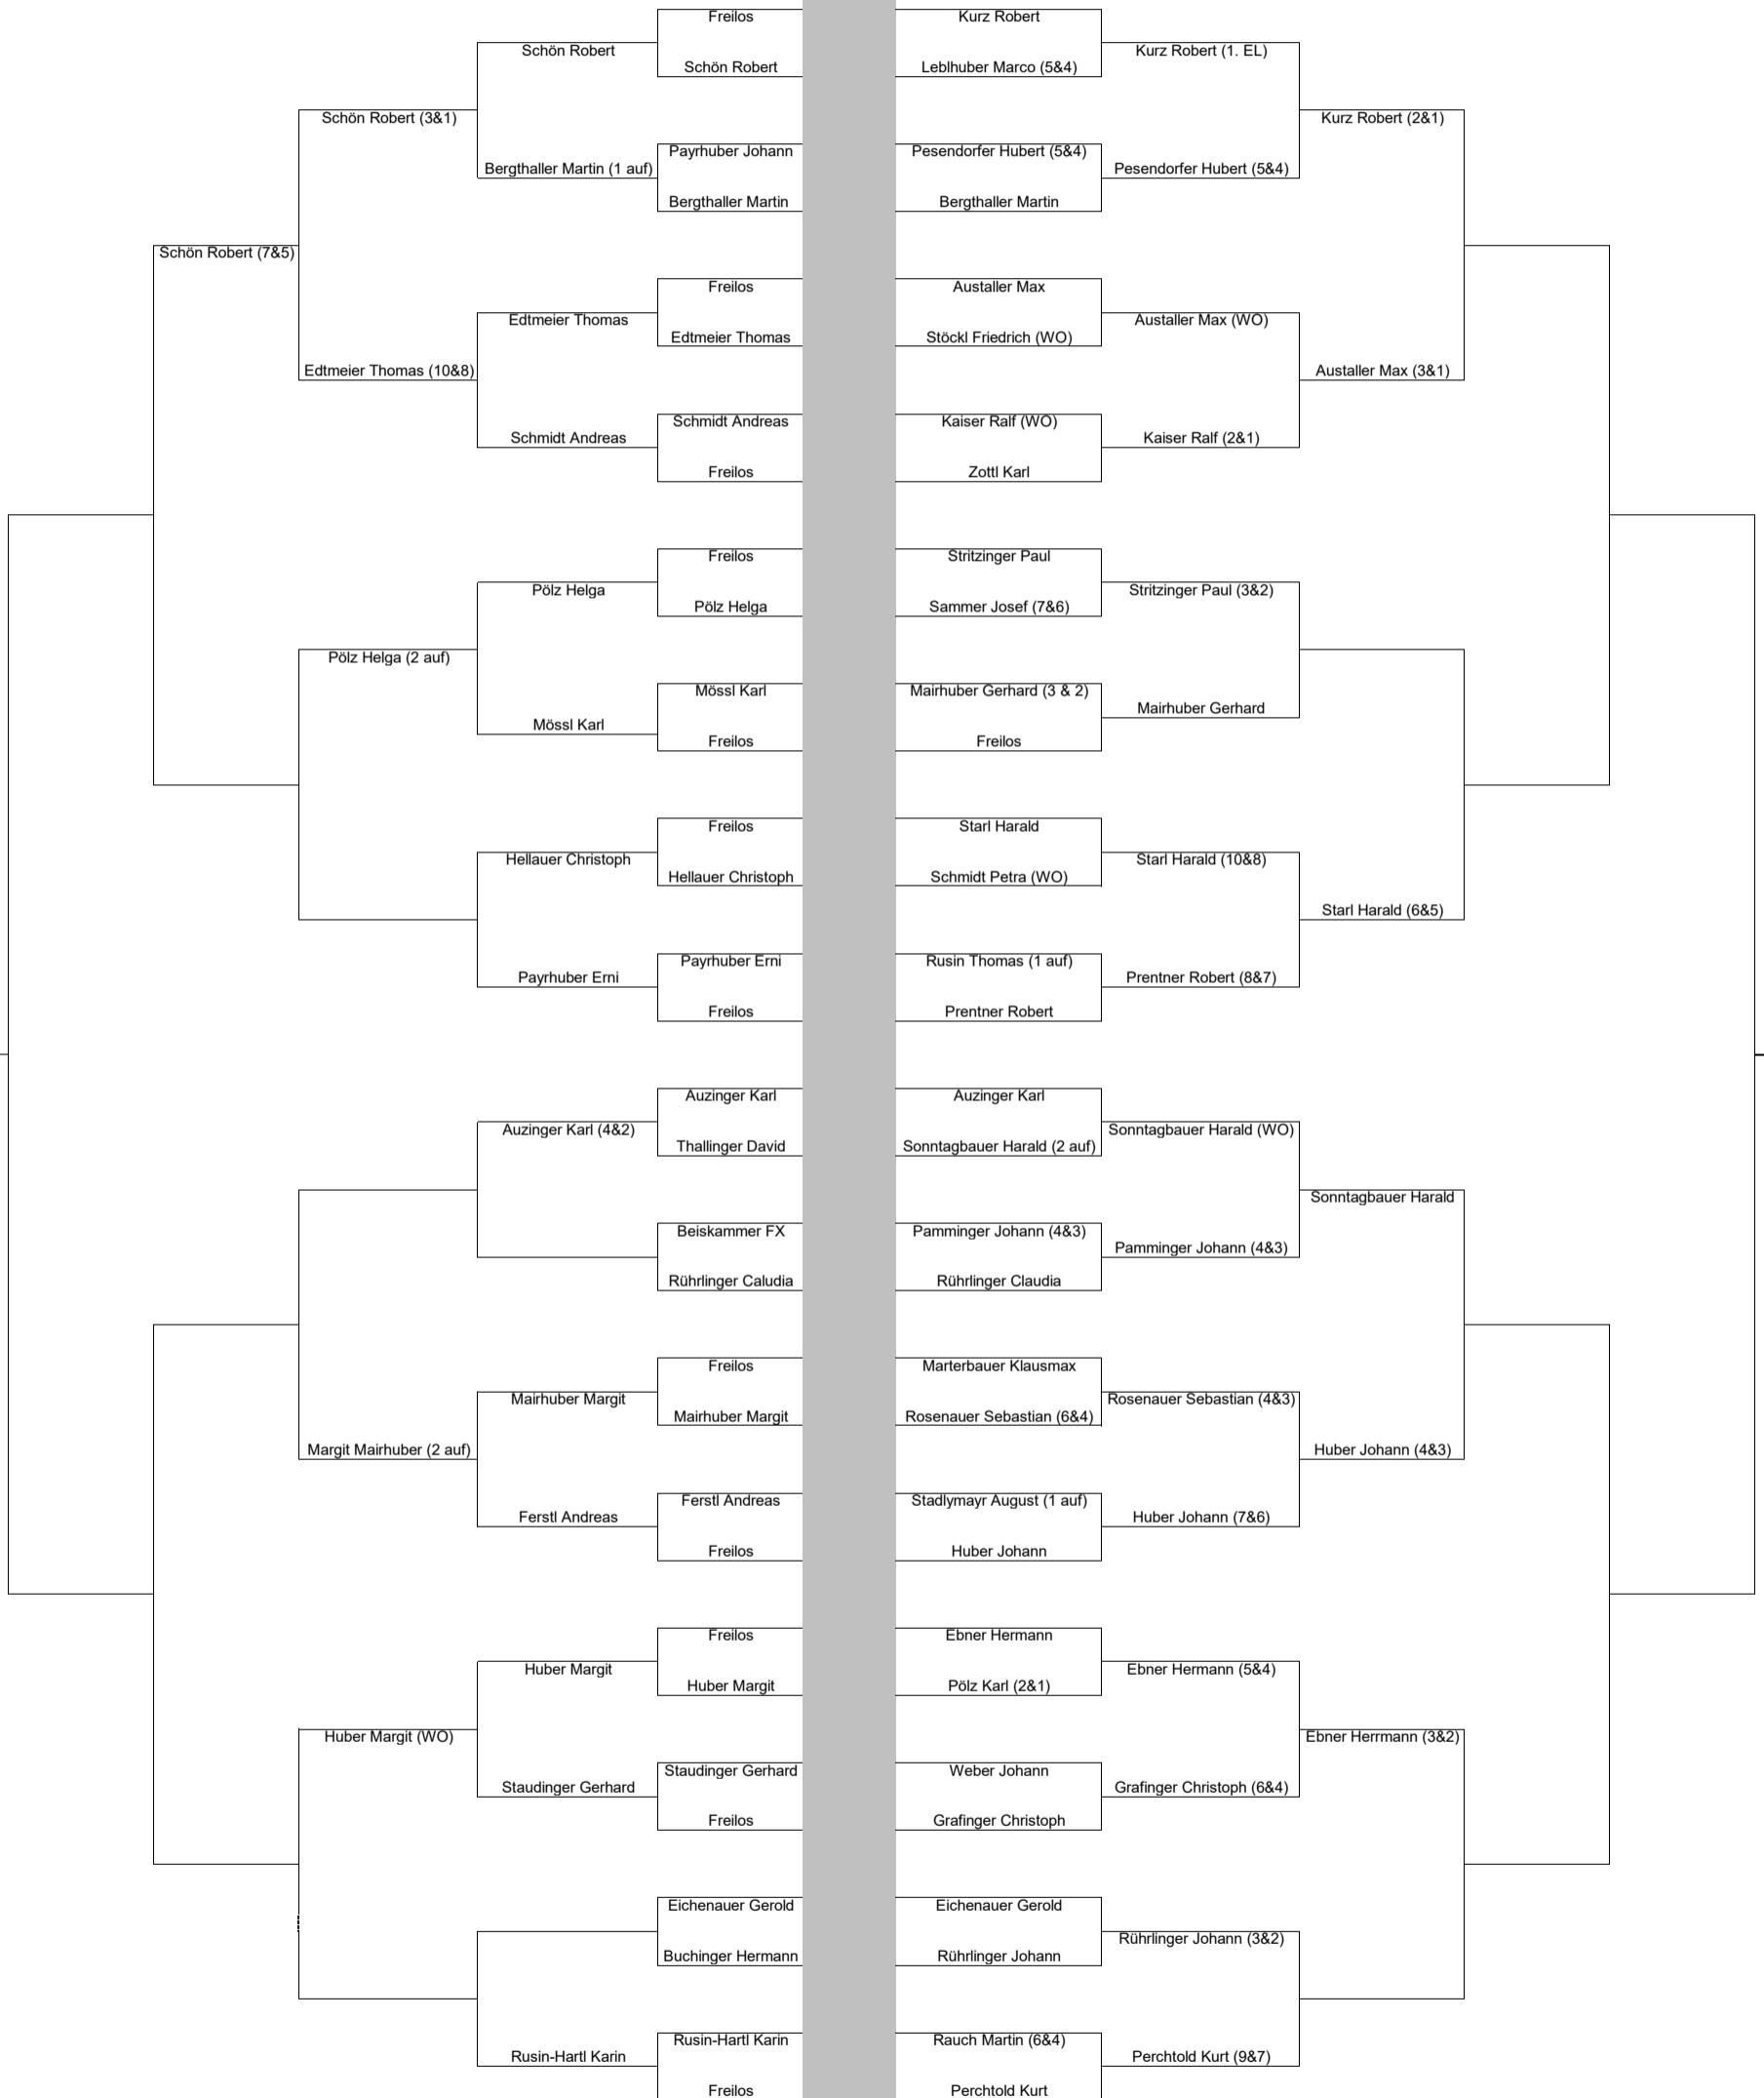 Freilos
Kurz Robert
Schön Robert
Kurz Robert (1. EL)
Schön Robert
Leblhuber Marco (5&4)
Schön Robert (3&1)
Kurz Robert (2&1)
Payrhuber Johann
Pesendorfer Hubert (5&4)
Bergthaller Martin (1 auf)
Pesendorfer Hubert (5&4)
Bergthaller Martin
Bergthaller Martin
Schön Robert (7&5)
Freilos
Austaller Max
Edtmeier Thomas
Austaller Max (WO)
Edtmeier Thomas
Stöckl Friedrich (WO)
Edtmeier Thomas (10&8)
Austaller Max (3&1)
Schmidt Andreas
Kaiser Ralf (WO)
Schmidt Andreas
Kaiser Ralf (2&1)
Freilos
Zottl Karl
Freilos
Stritzinger Paul
Pölz Helga
Stritzinger Paul (3&2)
Pölz Helga
Sammer Josef (7&6)
Pölz Helga (2 auf)
Mössl Karl
Mairhuber Gerhard (3 & 2)
Mössl Karl
Mairhuber Gerhard
Freilos
Freilos
Freilos
Starl Harald
Hellauer Christoph
Starl Harald (10&8)
Hellauer Christoph
Schmidt Petra (WO)
Starl Harald (6&5)
Payrhuber Erni
Rusin Thomas (1 auf)
Payrhuber Erni
Prentner Robert (8&7)
Freilos
Prentner Robert
Auzinger Karl
Auzinger Karl
Auzinger Karl (4&2)
Sonntagbauer Harald (WO)
Thallinger David
Sonntagbauer Harald (2 auf)
Sonntagbauer Harald
Beiskammer FX
Pamminger Johann (4&3)
Pamminger Johann (4&3)
Rührlinger Caludia
Rührlinger Claudia
Freilos
Marterbauer Klausmax
Mairhuber Margit
Rosenauer Sebastian (4&3)
Mairhuber Margit
Rosenauer Sebastian (6&4)
Margit Mairhuber (2 auf)
Huber Johann (4&3)
Ferstl Andreas
Stadlymayr August (1 auf)
Ferstl Andreas
Huber Johann (7&6)
Freilos
Huber Johann
Freilos
Ebner Hermann
Huber Margit
Ebner Hermann (5&4)
Huber Margit
Pölz Karl (2&1)
Huber Margit (WO)
Ebner Herrmann (3&2)
Staudinger Gerhard
Weber Johann
Staudinger Gerhard
Grafinger Christoph (6&4)
Freilos
Grafinger Christoph
Eichenauer Gerold
Eichenauer Gerold
Rührlinger Johann (3&2)
Buchinger Hermann
Rührlinger Johann
Rusin-Hartl Karin
Rauch Martin (6&4)
Rusin-Hartl Karin
Perchtold Kurt (9&7)
Freilos
Perchtold Kurt